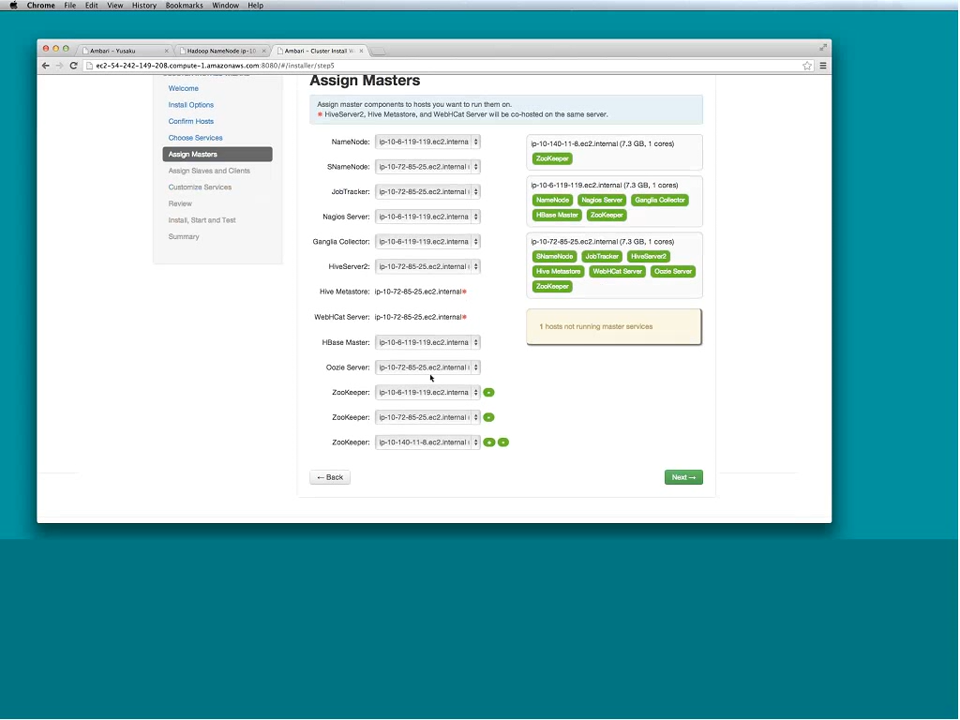 Chrome File Edit View History Bookmarks Window Help
Ambari - Yusaku
Hadoop NameNode ip-10
Ambari - Cluster Install W
ec2-54-242-149-208.compute-1.amazonaws.com:8080/#/installer/step5
Welcome
Install Options
Confirm Hosts
Choose Services
Assign Masters
Assign Slaves and Clients
Customize Services
Review
Install, Start and Test
Summary
Assign Masters
Assign master components to hosts you want to run them on.
* HiveServer2, Hive Metastore, and WebHCat Server will be co-hosted on the same server.
NameNode: ip-10-6-119-119.ec2.interna
SNameNode: ip-10-72-85-25.ec2.internal (
JobTracker: ip-10-72-85-25.ec2.internal (
Nagios Server: ip-10-6-119-119.ec2.interna
Ganglia Collector: ip-10-6-119-119.ec2.interna
HiveServer2: ip-10-72-85-25.ec2.internal (
Hive Metastore: ip-10-72-85-25.ec2.internal*
WebHCat Server: ip-10-72-85-25.ec2.internal*
HBase Master: ip-10-6-119-119.ec2.interna
Oozie Server: ip-10-72-85-25.ec2.internal (
ZooKeeper: ip-10-6-119-119.ec2.interna
ZooKeeper: ip-10-72-85-25.ec2.internal (
ZooKeeper: ip-10-140-11-8.ec2.internal (
← Back
Next →
ip-10-140-11-8.ec2.internal (7.3 GB, 1 cores)
ZooKeeper
ip-10-6-119-119.ec2.internal (7.3 GB, 1 cores)
NameNode Nagios Server Ganglia Collector
HBase Master ZooKeeper
ip-10-72-85-25.ec2.internal (7.3 GB, 1 cores)
SNameNode JobTracker HiveServer2
Hive Metastore WebHCat Server Oozie Server
ZooKeeper
1 hosts not running master services